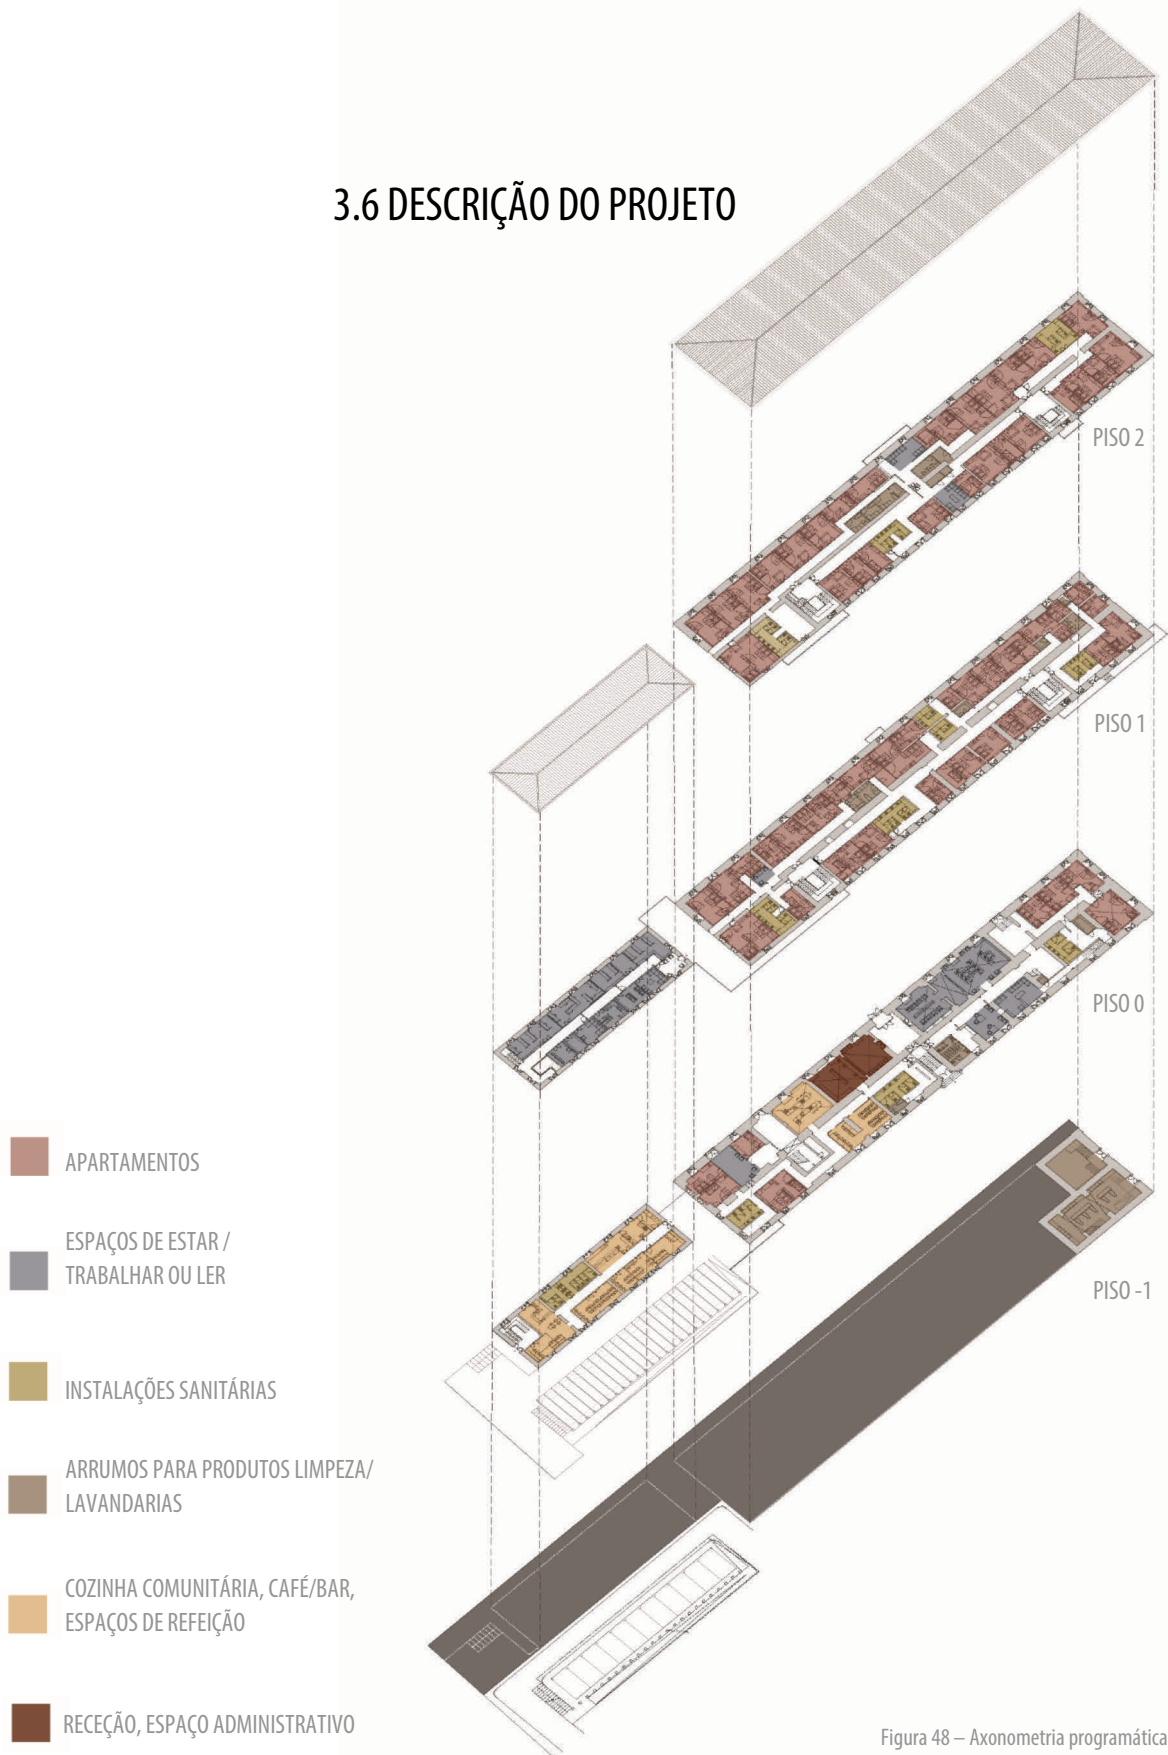 3.6 DESCRIÇÃO DO PROJETO
PISO 2
PISO 1
PISO 0
PISO -1
APARTAMENTOS
ESPAÇOS DE ESTAR /
TRABALHAR OU LER
INSTALAÇÕES SANITÁRIAS
ARRUMOS PARA PRODUTOS LIMPEZA/
LAVANDARIAS
COZINHA COMUNITÁRIA, CAFÉ/BAR,
ESPAÇOS DE REFEIÇÃO
RECEÇÃO, ESPAÇO ADMINISTRATIVO
Figura 48 – Axonometria programática